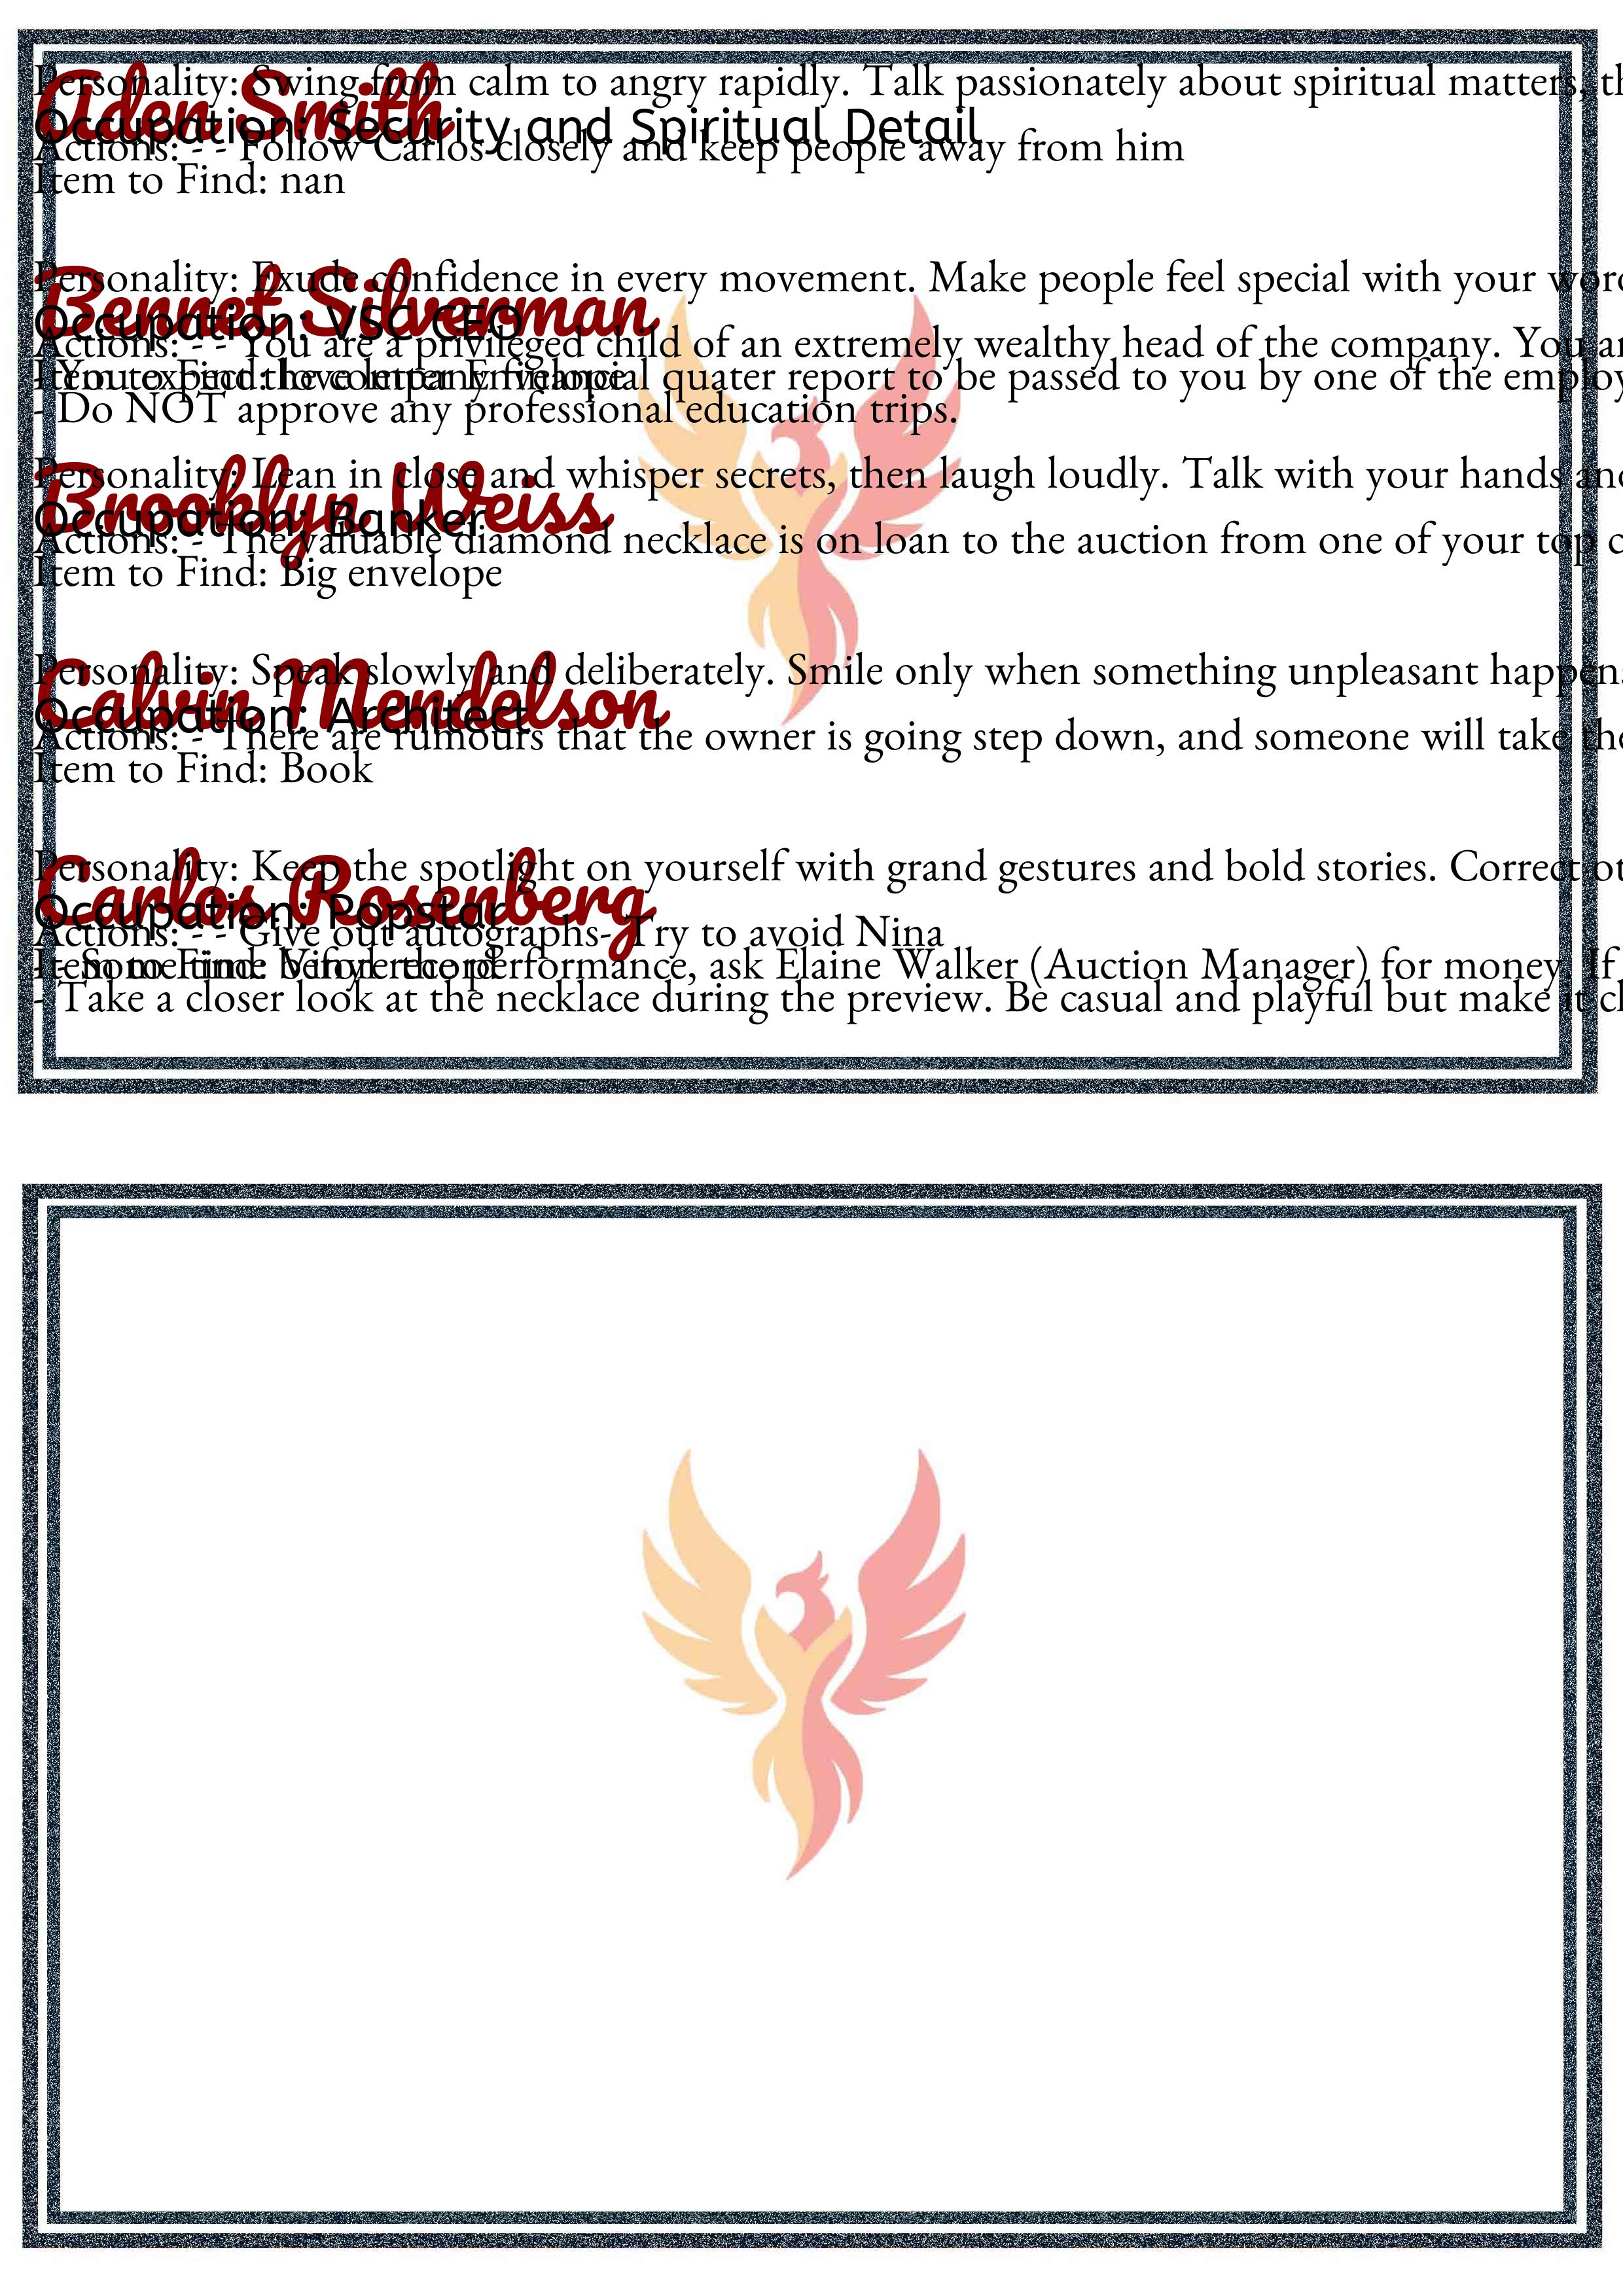 Personality: Swing from calm to angry rapidly. Talk passionately about spiritual matters, th
Aden Smith
Occupation: Security and Spiritual Detail
Actions: - - Follow Carlos closely and keep people away from him
Item to Find: nan
Personality: Exude confidence in every movement. Make people feel special with your word
Bennet Silverman
Occupation: VSC CFO
Actions: - - You are a privileged child of an extremely wealthy head of the company. You ar
Item to Find: love letter Envelope
- You expect the company financial quater report to be passed to you by one of the employ
- Do NOT approve any professional education trips.
Personality: Lean in close and whisper secrets, then laugh loudly. Talk with your hands and
Brooklyn Weiss
Occupation: Banker
Actions: - The valuable diamond necklace is on loan to the auction from one of your top c
Item to Find: Big envelope
Personality: Speak slowly and deliberately. Smile only when something unpleasant happens
Calvin Mendelson
Occupation: Architect
Actions: - There are rumours that the owner is going step down, and someone will take the
Item to Find: Book
Personality: Keep the spotlight on yourself with grand gestures and bold stories. Correct ot
Carlos Rosenberg
Occupation: Popstar
Actions: - - Give out autographs- Try to avoid Nina
Item to Find: Vinyl record
- Some time before the performance, ask Elaine Walker (Auction Manager) for money. If
- Take a closer look at the necklace during the preview. Be casual and playful but make it cl